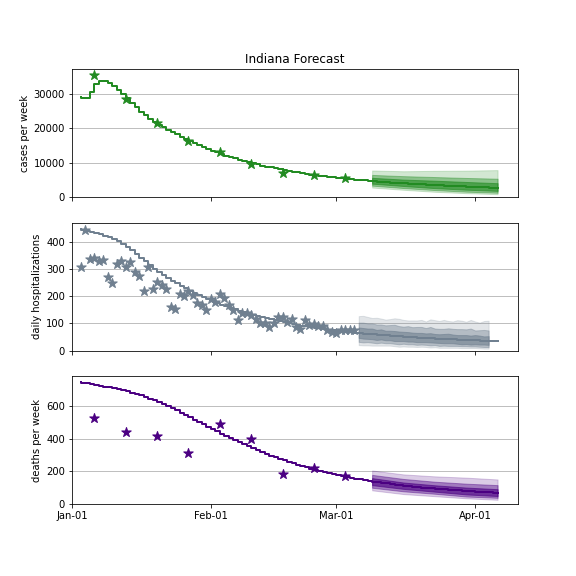 Indiana Forecast
cases per week
30000
20000
10000
0
daily hospitalizations
400
300
200
100
0
deaths per week
600
400
200
0
Jan-01 Feb-01 Mar-01 Apr-01